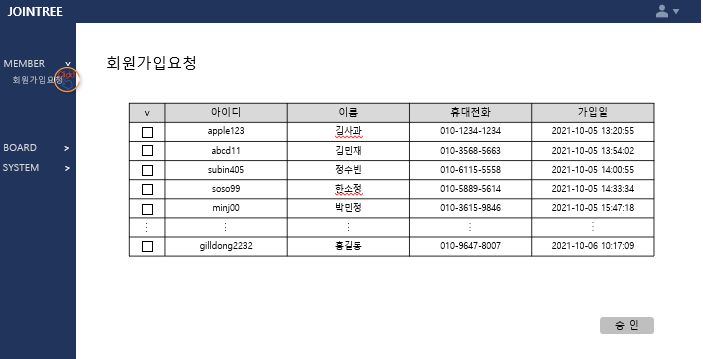 JOINTREE
MEMBER v
회원가입요청
BOARD >
SYSTEM >
회원가입요청
v 아이디 이름 휴대전화 가입일
apple123 김사과 010-1234-1234 2021-10-05 13:20:55
abcd11 김민재 010-3568-5663 2021-10-05 13:54:02
subin405 정수빈 010-6115-5558 2021-10-05 14:00:55
soso99 한소정 010-5889-5614 2021-10-05 14:33:34
minj00 박민정 010-3615-9846 2021-10-05 15:47:18
⋮ ⋮ ⋮ ⋮ ⋮
gilldong2232 홍길동 010-9647-8007 2021-10-06 10:17:09
승 인